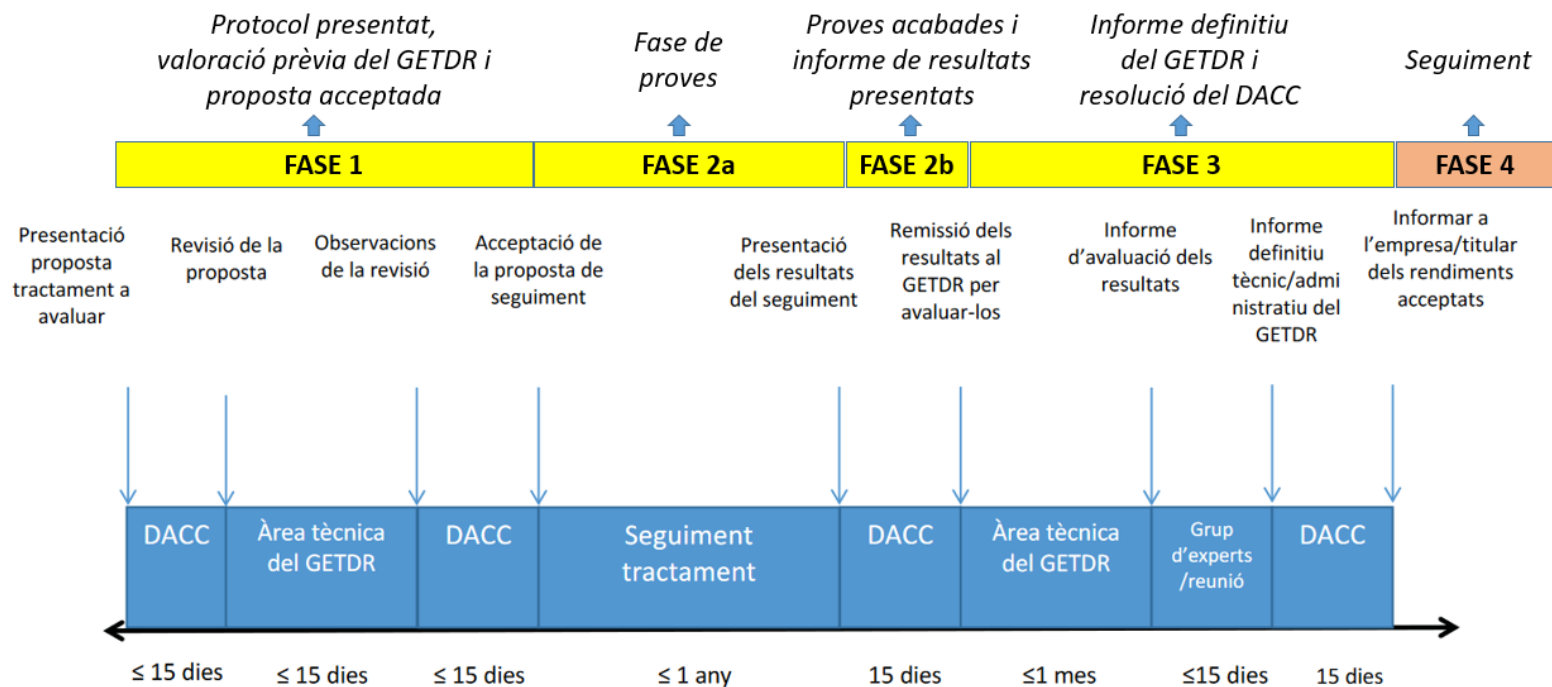 Protocol presentat,
valoració prèvia del GETDR i
proposta acceptada
Fase de
proves
Proves acabades i
informe de resultats
presentats
Informe definitiu
del GETDR i
resolució del DACC
Seguiment
FASE 1
FASE 2a
FASE 2b
FASE 3
FASE 4
Presentació
proposta
tractament a
avaluar
Revisió de la
proposta
Observacions
de la revisió
Acceptació de
la proposta de
seguiment
Presentació
dels resultats
del seguiment
Remissió dels
resultats al
GETDR per
avaluar-los
Informe
d’avaluació dels
resultats
Informe
definitiu
tècnic/admi
nistratiu del
GETDR
Informar a
l’empresa/titular
dels rendiments
acceptats
DACC
Àrea tècnica
del GETDR
DACC
Seguiment
tractament
DACC
Àrea tècnica
del GETDR
Grup
d’experts
/reunió
DACC
≤ 15 dies
≤ 15 dies
≤ 15 dies
≤ 1 any
15 dies
≤1 mes
≤15 dies
15 dies